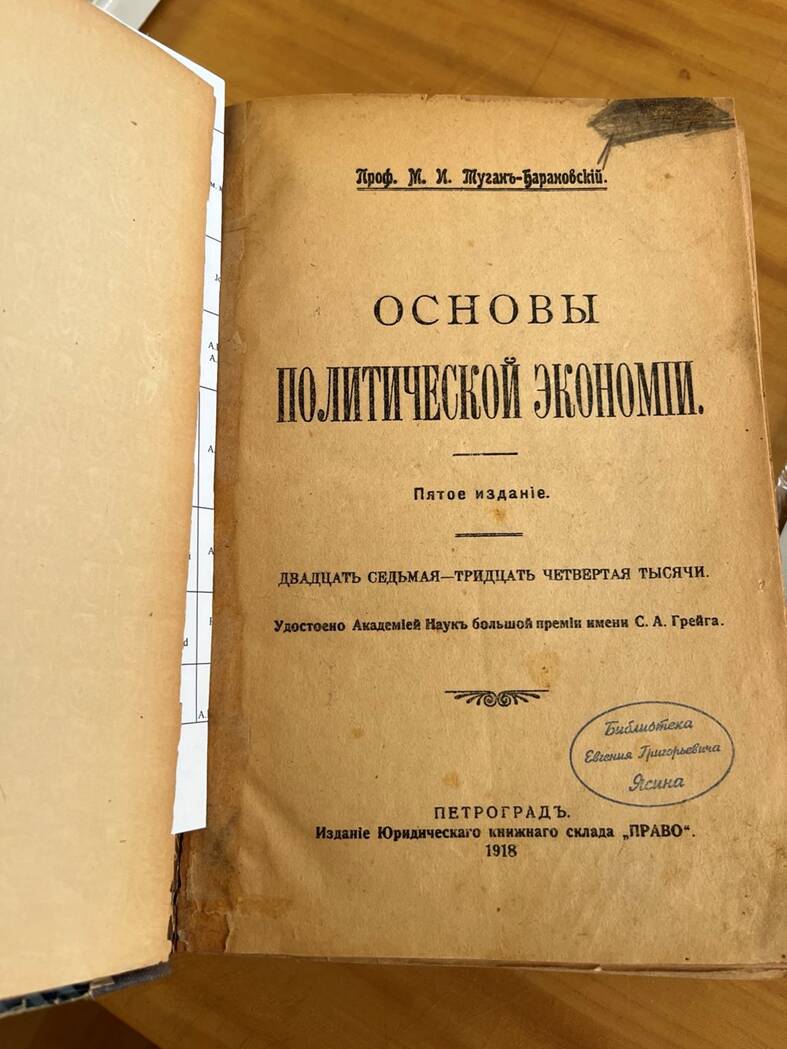 Проф. М. И. Туганъ-Барановскій.
ОСНОВЫ
ПОЛИТИЧЕСКОЙ ЭКОНОМІИ.
Пятое изданіе.
ДВАДЦАТЬ СЕДЬМАЯ—ТРИДЦАТЬ ЧЕТВЕРТАЯ ТЫСЯЧИ.
Удостоено Академіей Наукъ большой преміи имени С. А. Грейга.
Библиотека
Евгения Григорьевича
Ясина
ПЕТРОГРАДЪ.
Изданіе Юридическаго книжнаго склада „ПРАВО“.
1918